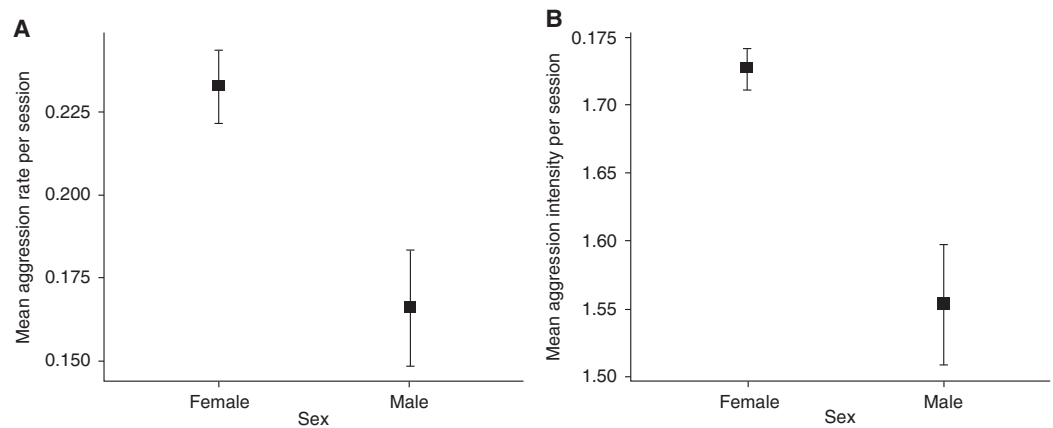 A
Mean aggression rate per session
0.225
0.200
0.175
0.150
Female
Male
Sex
B
Mean aggression intensity per session
0.175
1.70
1.65
1.60
1.55
1.50
Female
Male
Sex